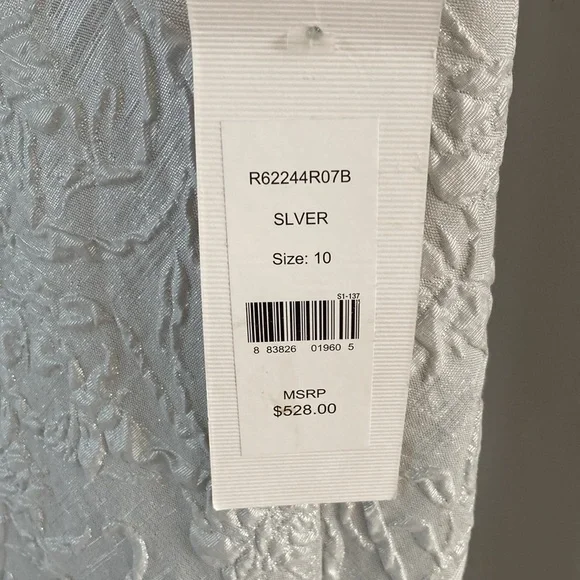 R62244R07B
SLVER
Size: 10
S1-137
8 83826 01960 5
MSRP
$528.00